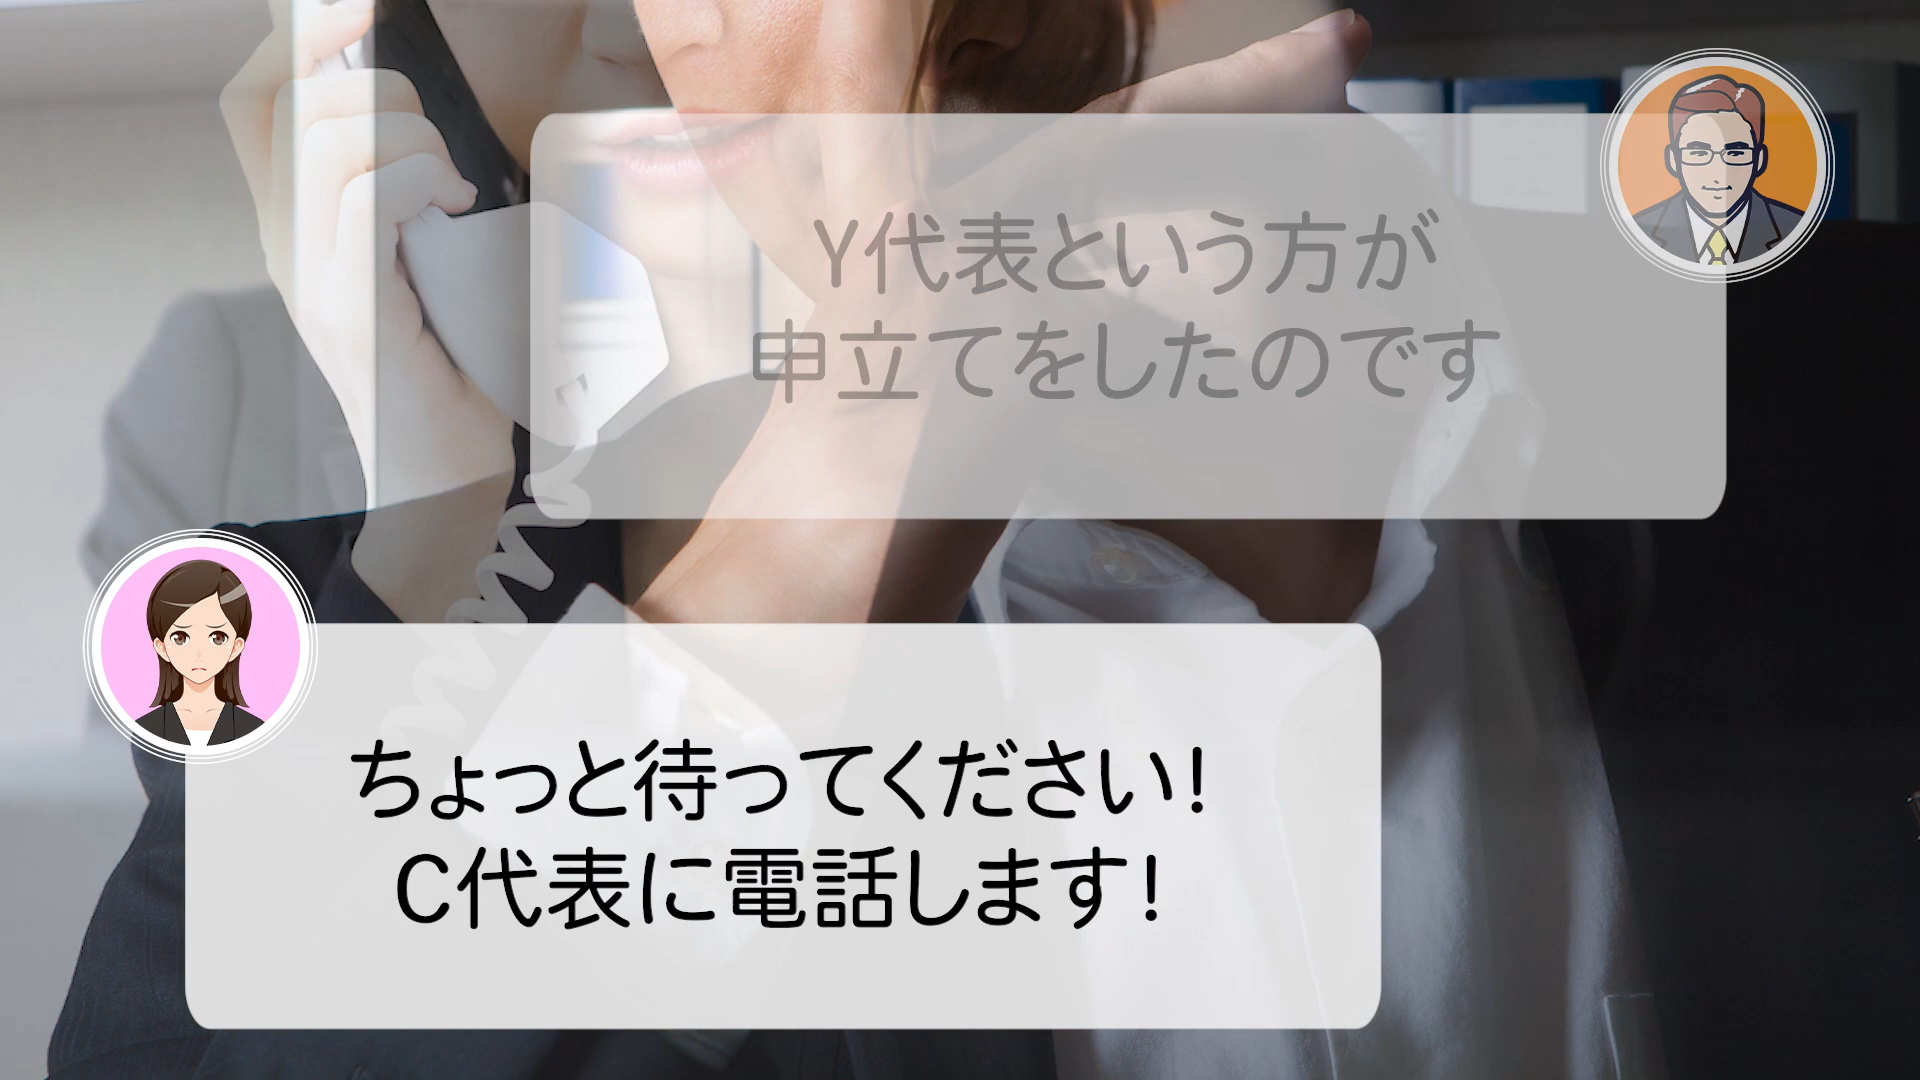 Y代表という方が
申立てをしたのです
ちょっと待ってください!
C代表に電話します!